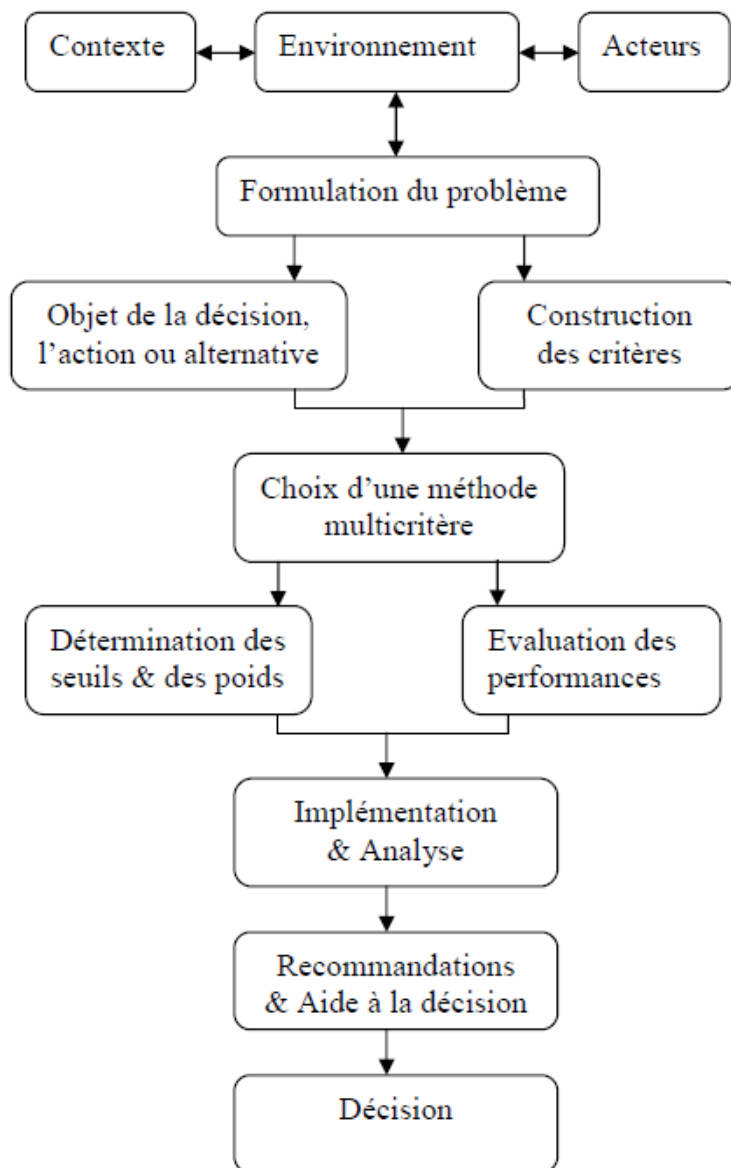 Contexte
Environnement
Acteurs
Formulation du problème
Objet de la décision,
l’action ou alternative
Construction
des critères
Choix d’une méthode
multicritère
Détermination des
seuils & des poids
Evaluation des
performances
Implémentation
& Analyse
Recommandations
& Aide à la décision
Décision